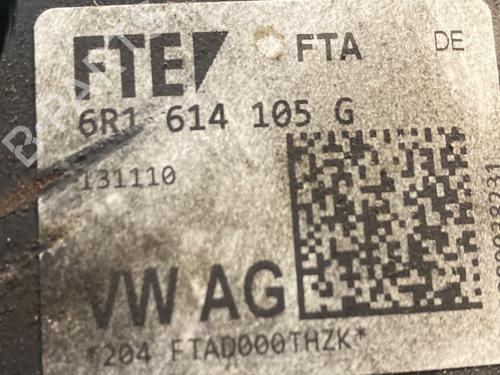 FTE FTA DE
6R1 614 105 G
131110
VW AG
*204 FTAD000THZK*